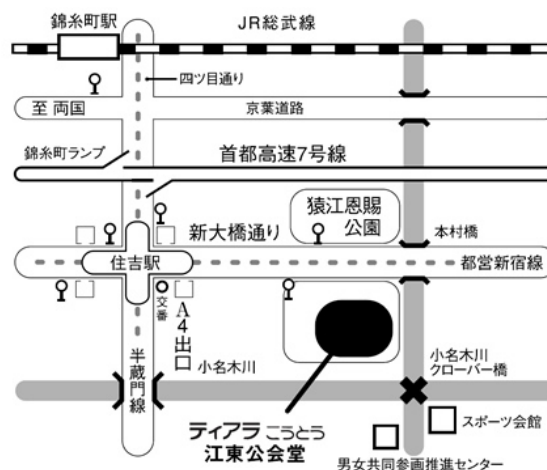 錦糸町駅
JR総武線
四ツ目通り
至 両国
京葉道路
錦糸町ランプ
首都高速7号線
猿江恩賜
公園
新大橋通り
本村橋
住吉駅
都営新宿線
交番
A4出口
半蔵門線
小名木川
小名木川
クローバー橋
ティアラ こうとう
江東公会堂
スポーツ会館
男女共同参画推進センター